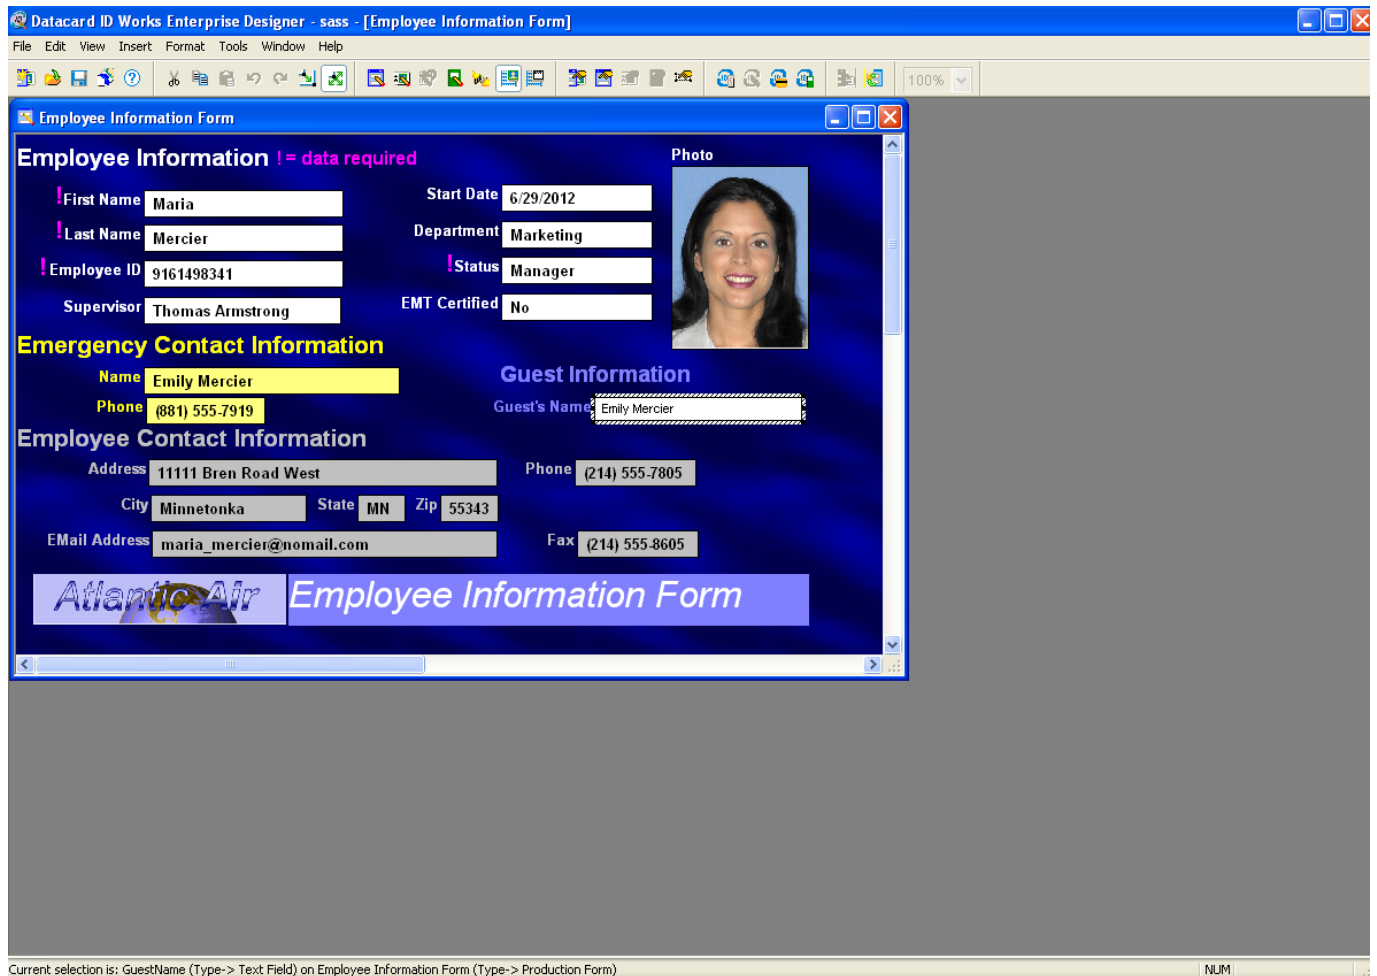 Datacard ID Works Enterprise Designer - sass - [Employee Information Form]
File Edit View Insert Format Tools Window Help
100%
Employee Information Form
Employee Information ! = data required
Photo
!First Name Maria
Start Date 6/29/2012
!Last Name Mercier
Department Marketing
!Employee ID 9161498341
!Status Manager
Supervisor Thomas Armstrong
EMT Certified No
Emergency Contact Information
Name Emily Mercier
Guest Information
Phone (881) 555-7919
Guest's Name Emily Mercier
Employee Contact Information
Address 11111 Bren Road West
Phone (214) 555-7805
City Minnetonka State MN Zip 55343
EMail Address maria_mercier@nomail.com
Fax (214) 555-8605
Atlantic Air Employee Information Form
Current selection is: GuestName (Type-> Text Field) on Employee Information Form (Type-> Production Form)
NUM